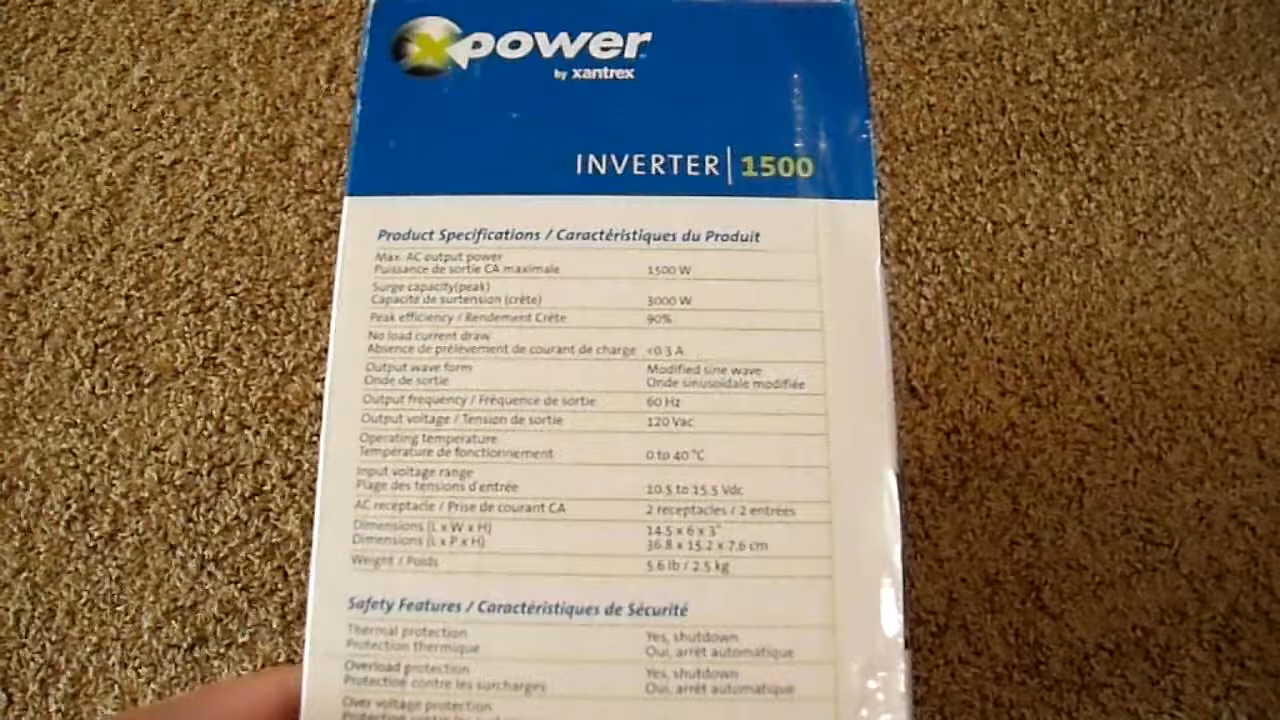 xpower
by xantrex
INVERTER | 1500
Product Specifications / Caractéristiques du Produit
Max. AC output power
Puissance de sortie CA maximale 1500 W
Surge capacity(peak)
Capacité de surtension (crête) 3000 W
Peak efficiency / Rendement Crête 90%
No load current draw
Absence de prélèvement de courant de charge <0.3 A
Output wave form Modified sine wave
Onde de sortie Onde sinusoïdale modifiée
Output frequency / Fréquence de sortie 60 Hz
Output voltage / Tension de sortie 120 Vac
Operating temperature
Température de fonctionnement 0 to 40 °C
Input voltage range
Plage des tensions d'entrée 10.5 to 15.5 Vdc
AC receptacle / Prise de courant CA 2 receptacles / 2 entrées
Dimensions (L x W x H) 14.5 x 6 x 3"
Dimensions (L x P x H) 36.8 x 15.2 x 7.6 cm
Weight / Poids 5.6 lb / 2.5 kg
Safety Features / Caractéristiques de Sécurité
Thermal protection Yes, shutdown
Protection thermique Oui, arrêt automatique
Overload protection Yes, shutdown
Protection contre les surcharges Oui, arrêt automatique
Over voltage protection
Protection contre les